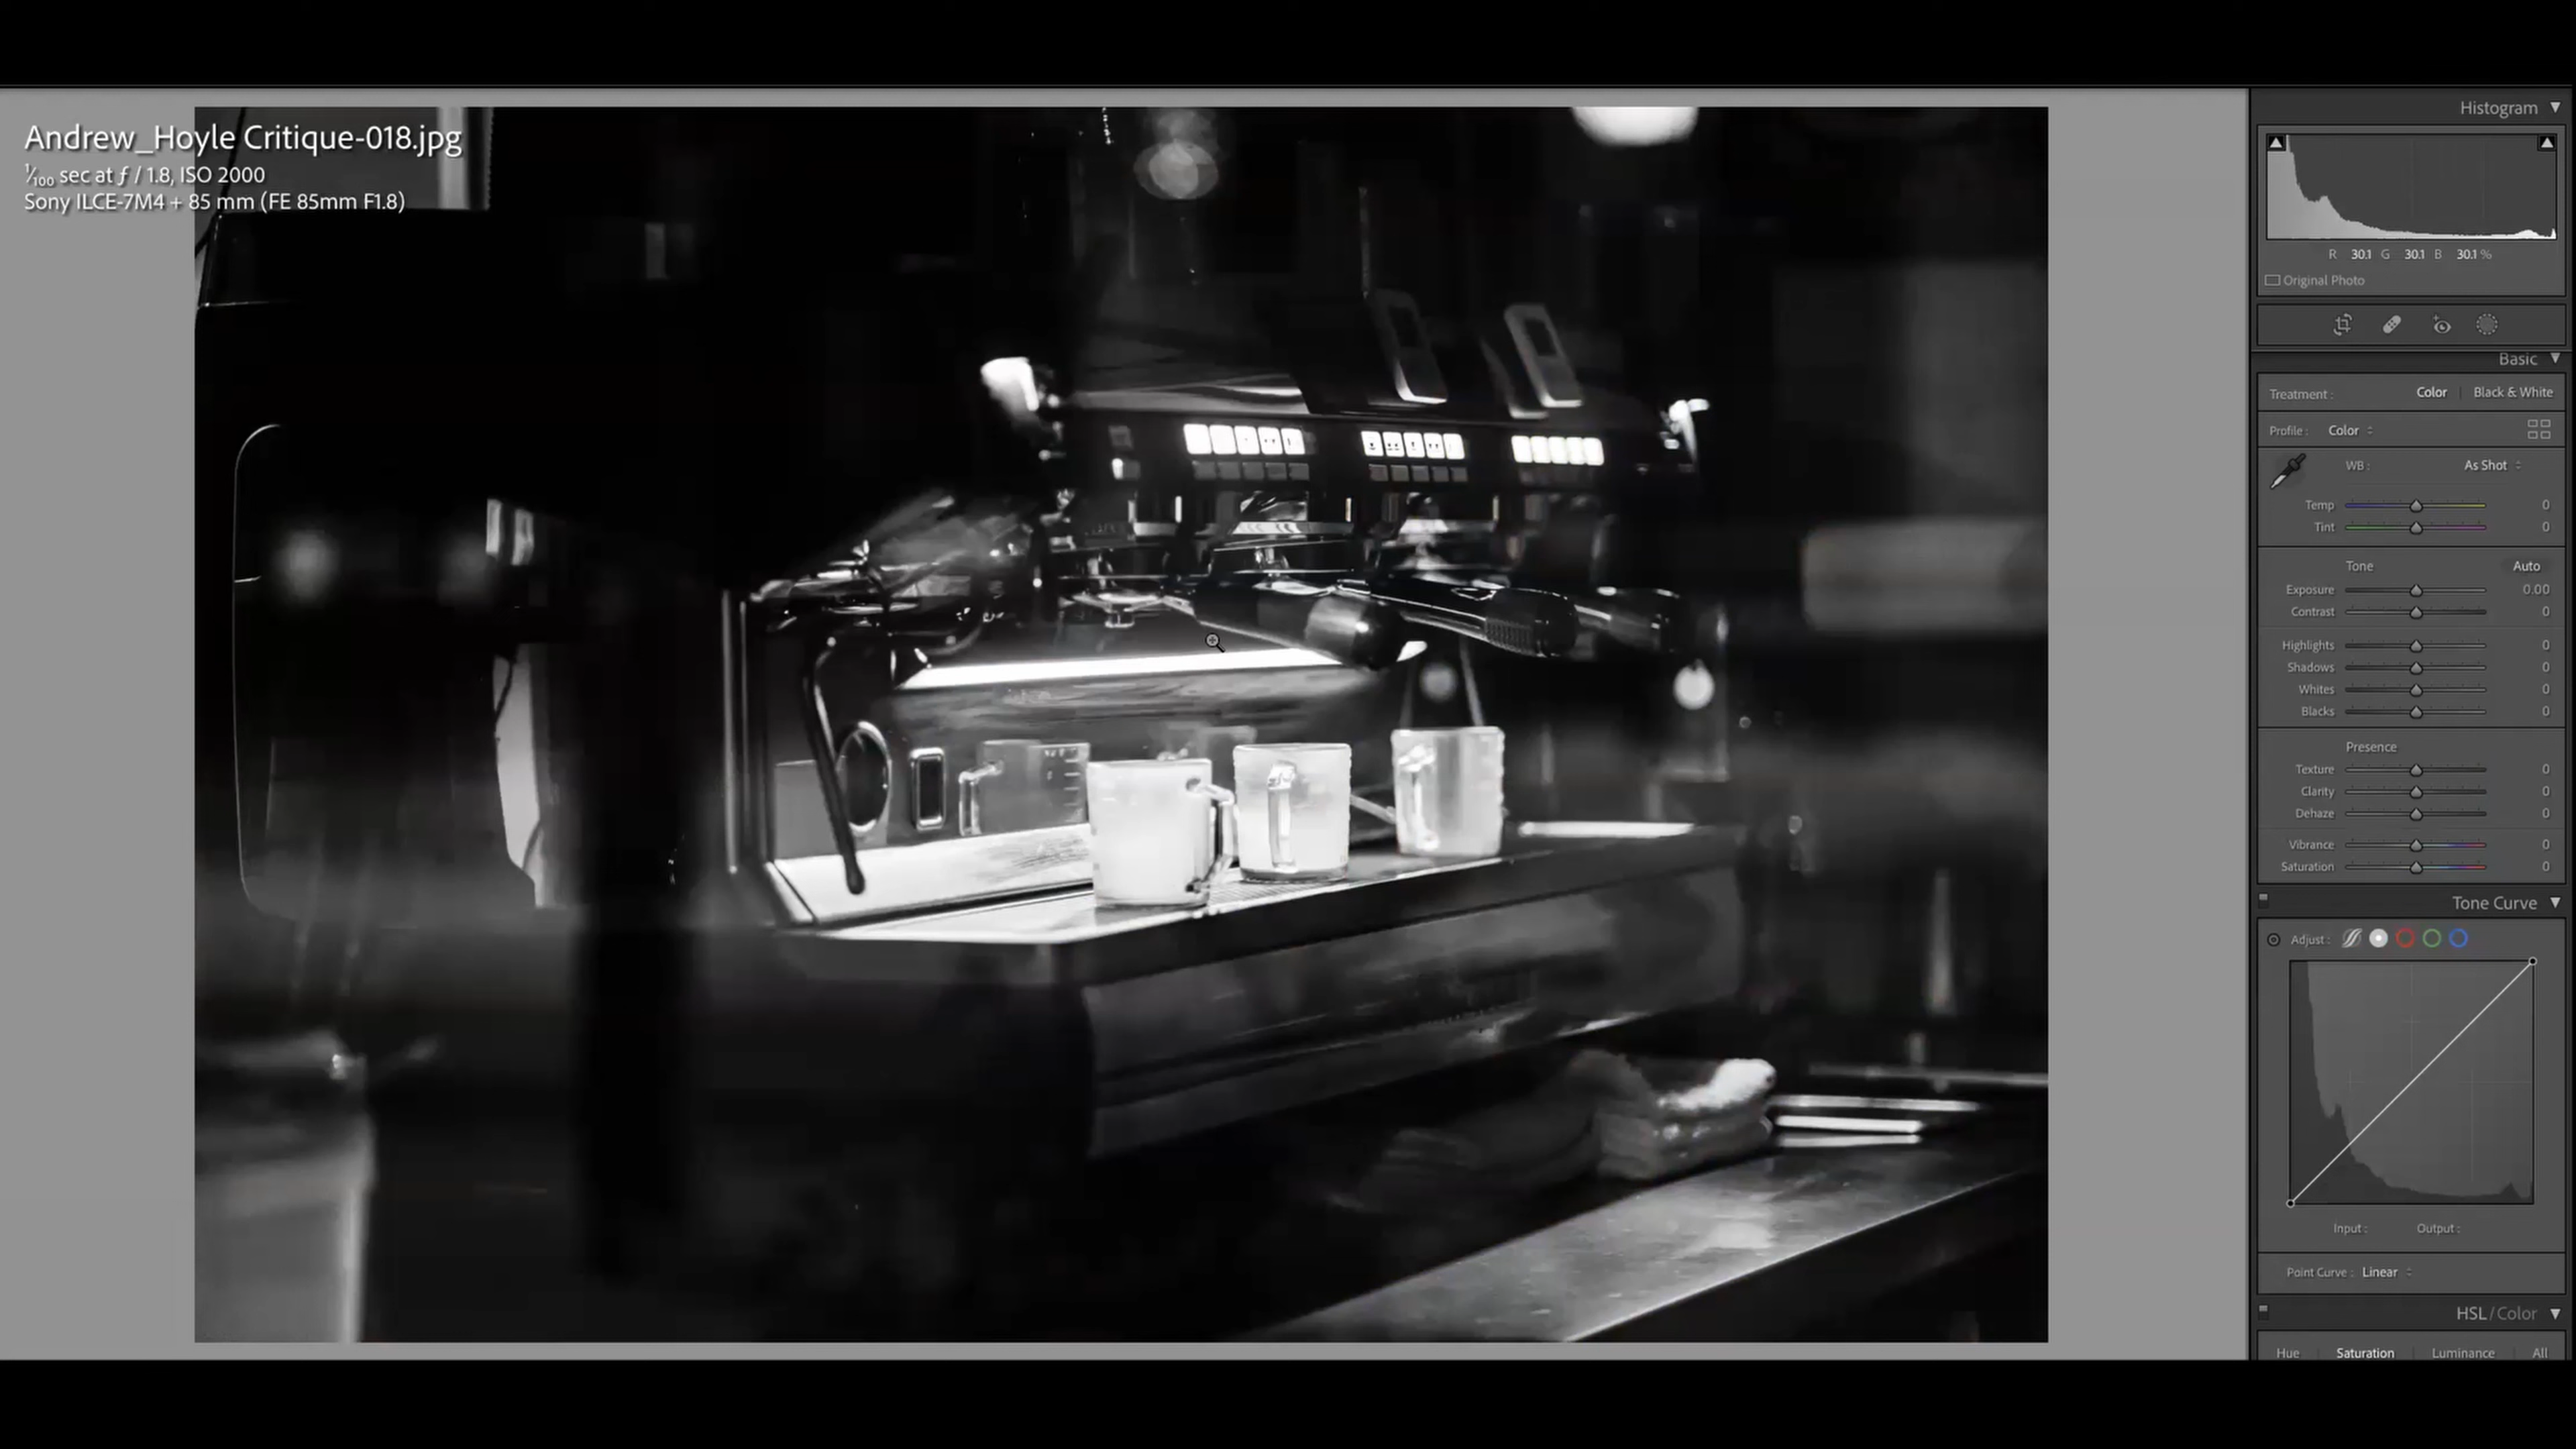 Andrew_Hoyle Critique-018.jpg
1/100 sec at ƒ / 1.8, ISO 2000
Sony ILCE-7M4 + 85 mm (FE 85mm F1.8)
Histogram
R 30.1 G 30.1 B 30.1 %
Original Photo
Basic
Treatment : Color Black & White
Profile : Color
WB : As Shot
Temp 0
Tint 0
Tone Auto
Exposure 0.00
Contrast 0
Highlights 0
Shadows 0
Whites 0
Blacks 0
Presence
Texture 0
Clarity 0
Dehaze 0
Vibrance 0
Saturation 0
Tone Curve
Adjust :
Input : Output :
Point Curve : Linear
HSL / Color
Hue Saturation Luminance All